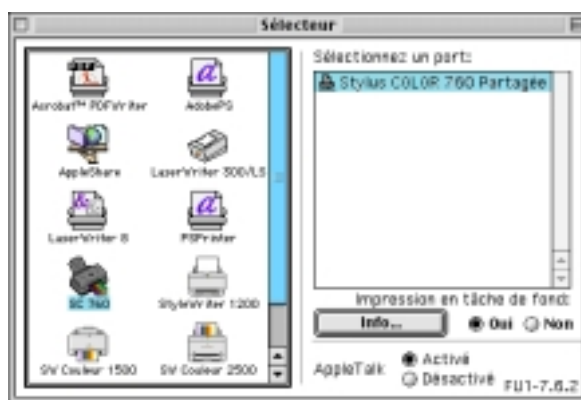 Sélecteur
Acrobat™ PDFWriter
AdobePS
AppleShare
LaserWriter 300/LS
LaserWriter 8
PSPrinter
SC 760
StyleWriter 1200
SW Couleur 1500
SW Couleur 2500
Sélectionnez un port:
Stylus COLOR 760 Partagée
Impression en tâche de fond:
Info...
Oui
Non
AppleTalk
Activé
Désactivé
FU1-7.6.2